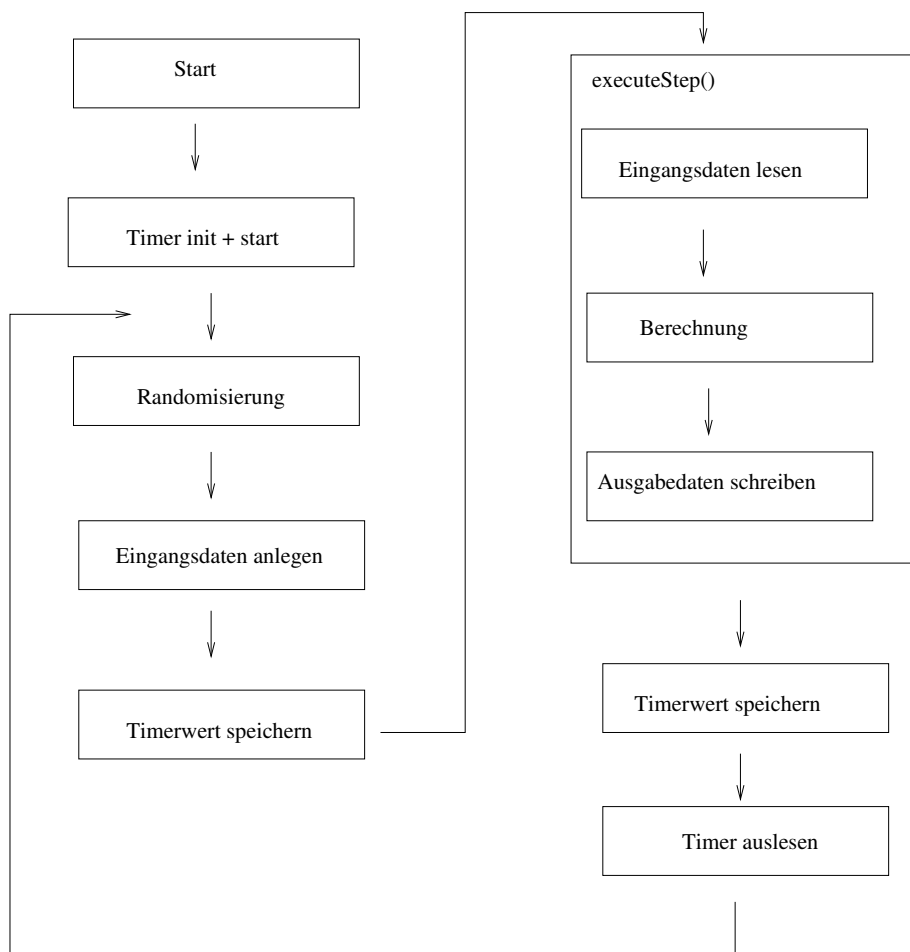 Start
Timer init + start
Randomisierung
Eingangsdaten anlegen
Timerwert speichern
executeStep()
Eingangsdaten lesen
Berechnung
Ausgabedaten schreiben
Timerwert speichern
Timer auslesen